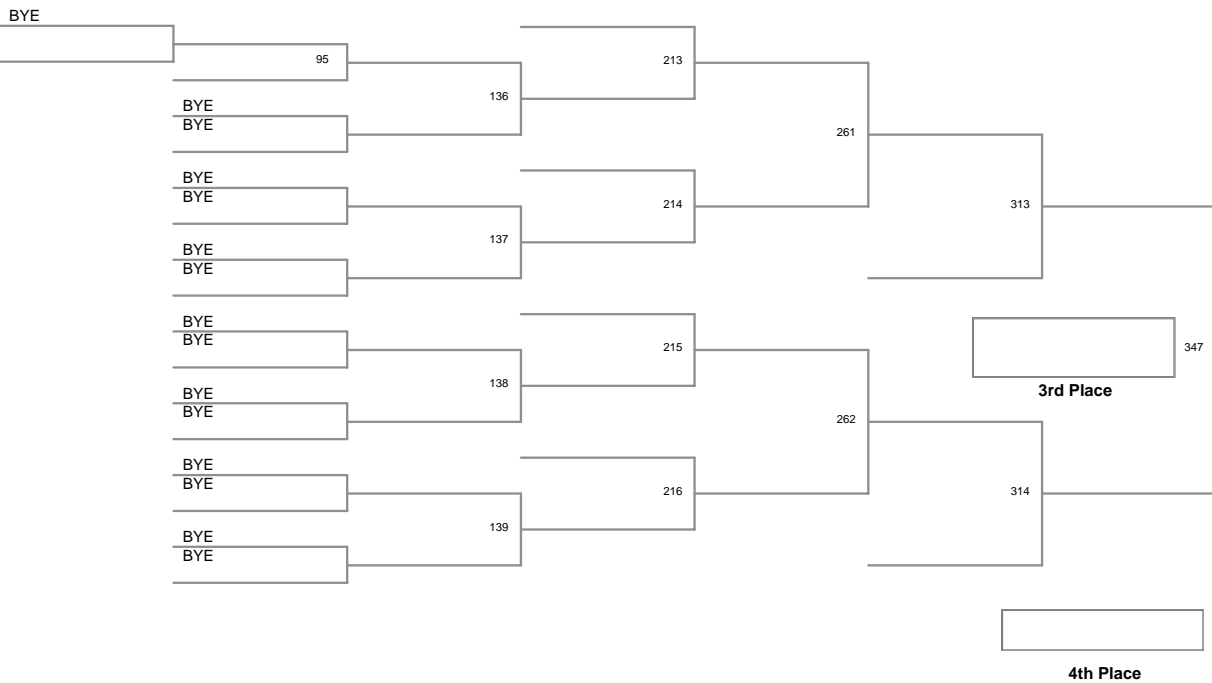 BYE
95
213
136
BYE
BYE
261
BYE
BYE
214
313
137
BYE
BYE
BYE
BYE
215
347
138
3rd Place
BYE
BYE
262
BYE
BYE
216
314
139
BYE
BYE
4th Place